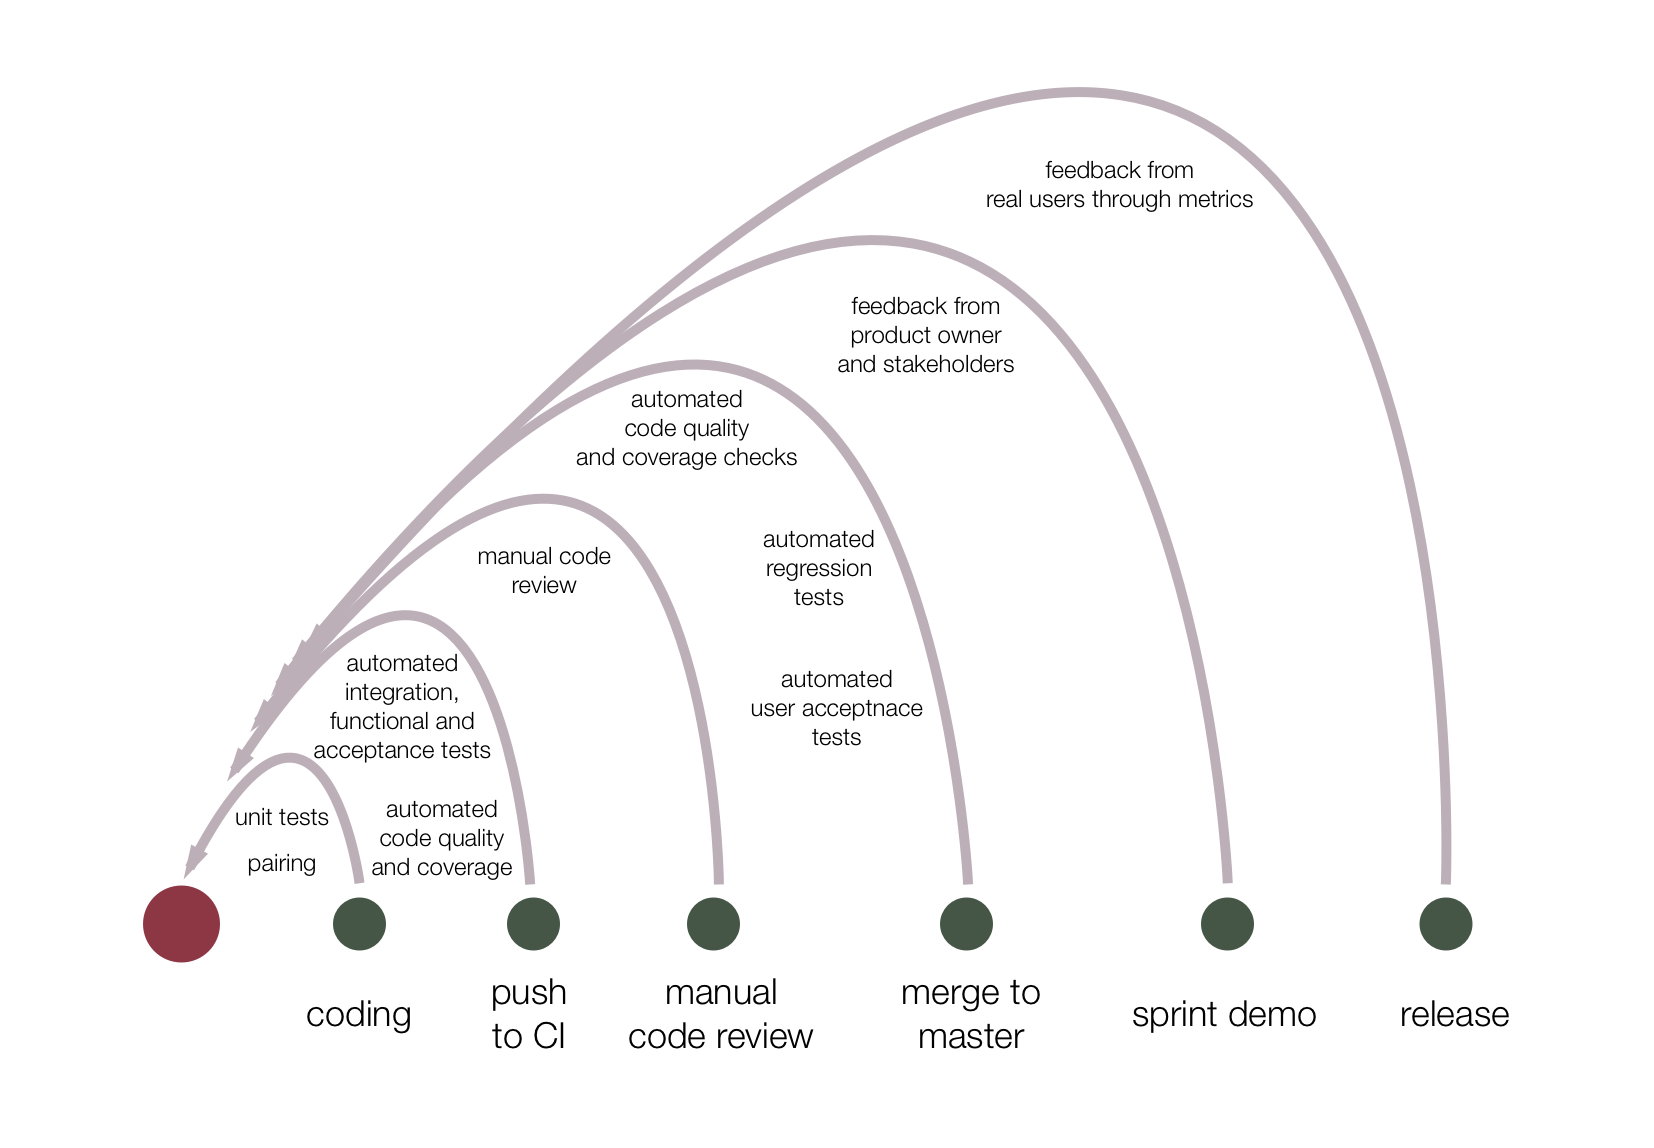 feedback from
real users through metrics
feedback from
product owner
and stakeholders
automated
code quality
and coverage checks
automated
regression
tests
automated
user acceptnace
tests
manual code
review
automated
integration,
functional and
acceptance tests
automated
code quality
and coverage
unit tests
pairing
coding
push
to CI
manual
code review
merge to
master
sprint demo
release